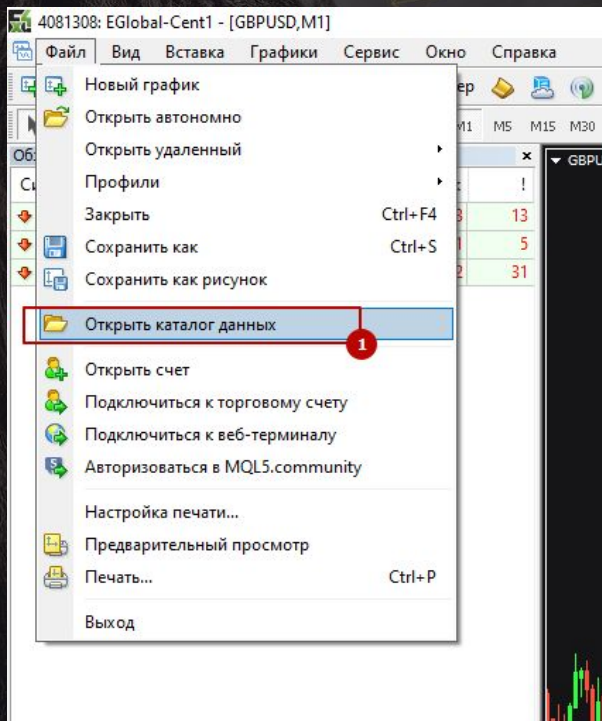 4081308: EGlobal-Cent1 - [GBPUSD,M1]
Файл Вид Вставка Графики Сервис Окно Справка
Новый график
Открыть автономно
M1 M5 M15 M30
Открыть удаленный
Профили
!
Закрыть Ctrl+F4
13
Сохранить как Ctrl+S
5
Сохранить как рисунок
31
Открыть каталог данных
1
Открыть счет
Подключиться к торговому счету
Подключиться к веб-терминалу
Авторизоваться в MQL5.community
Настройка печати...
Предварительный просмотр
Печать... Ctrl+P
Выход